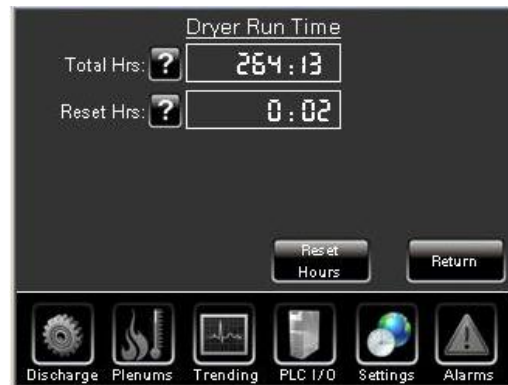 Dryer Run Time
Total Hrs: ? 264:13
Reset Hrs: ? 0:02
Reset
Hours
Return
Discharge Plenums Trending PLC I/O Settings Alarms